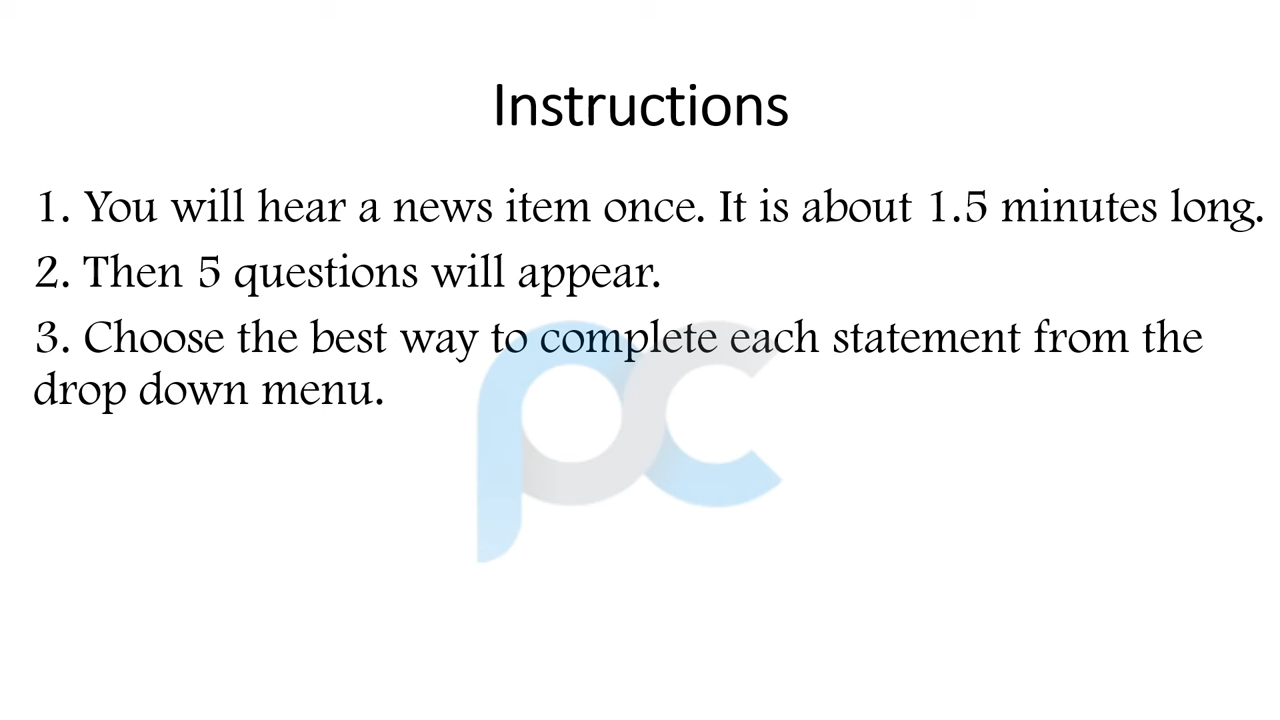 Instructions
1. You will hear a news item once. It is about 1.5 minutes long.
2. Then 5 questions will appear.
3. Choose the best way to complete each statement from the
drop down menu.
pc